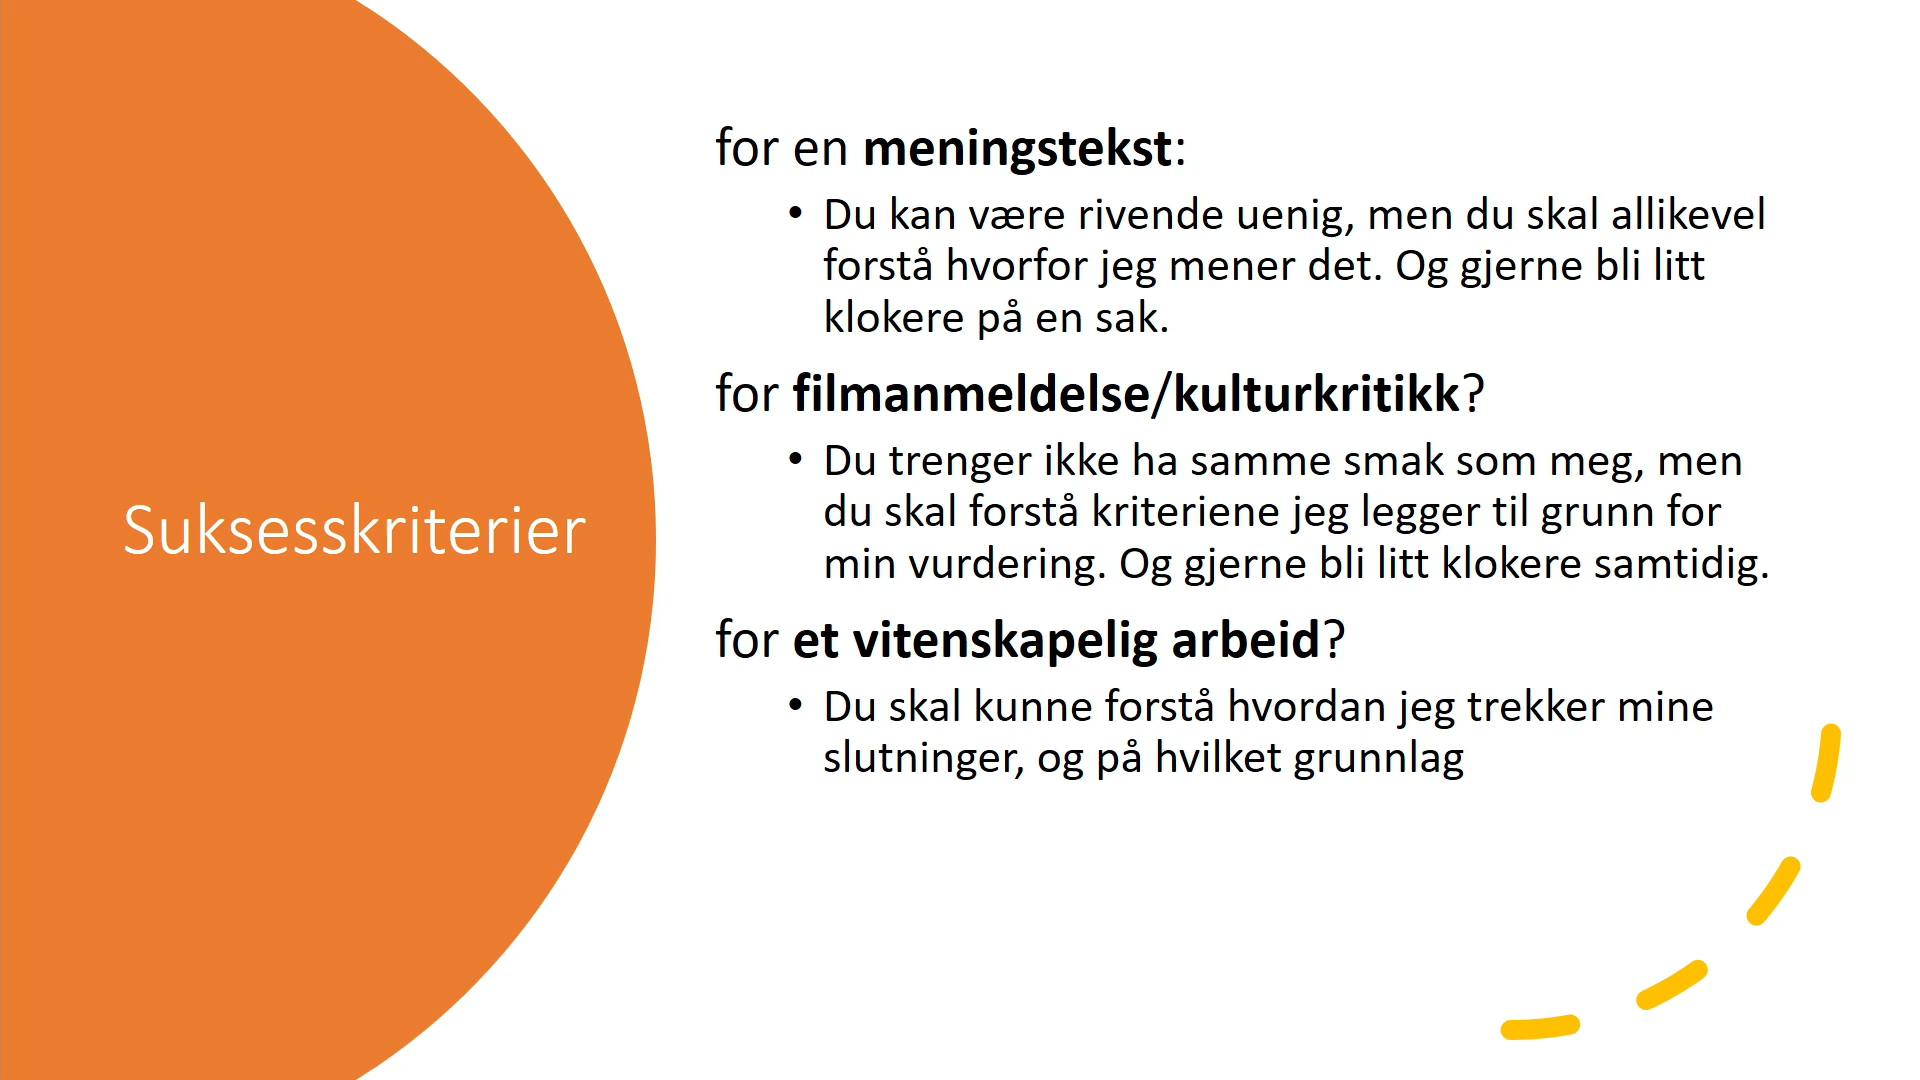 Suksesskriterier
for en meningstekst:
• Du kan være rivende uenig, men du skal allikevel
forstå hvorfor jeg mener det. Og gjerne bli litt
klokere på en sak.
for filmanmeldelse/kulturkritikk?
• Du trenger ikke ha samme smak som meg, men
du skal forstå kriteriene jeg legger til grunn for
min vurdering. Og gjerne bli litt klokere samtidig.
for et vitenskapelig arbeid?
• Du skal kunne forstå hvordan jeg trekker mine
slutninger, og på hvilket grunnlag